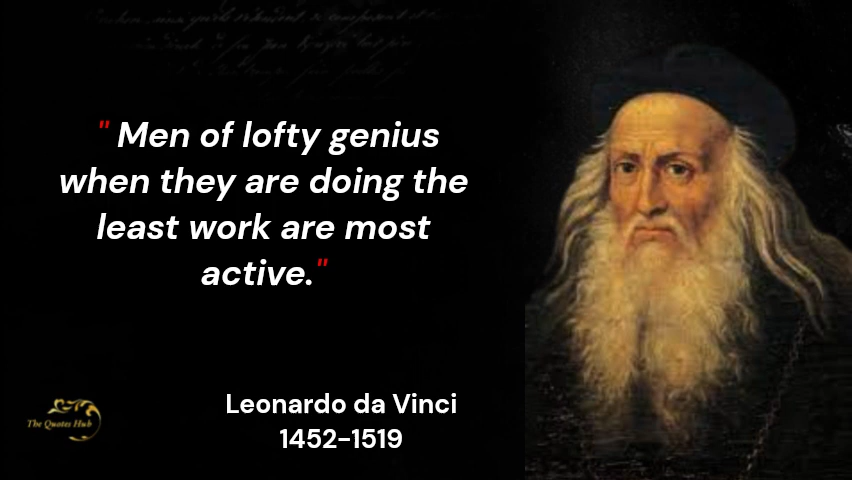 " Men of lofty genius
when they are doing the
least work are most
active."
Leonardo da Vinci
1452-1519
The Quotes Hub